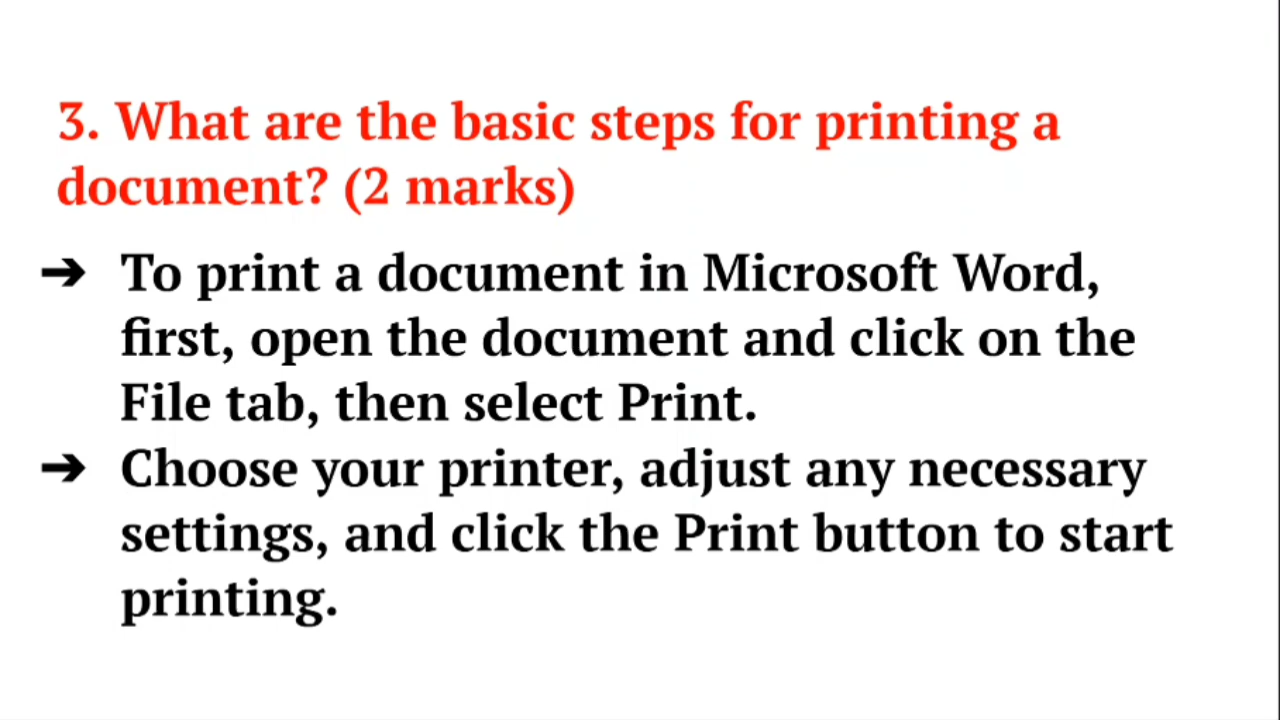 3. What are the basic steps for printing a
document? (2 marks)
➔ To print a document in Microsoft Word,
first, open the document and click on the
File tab, then select Print.
➔ Choose your printer, adjust any necessary
settings, and click the Print button to start
printing.